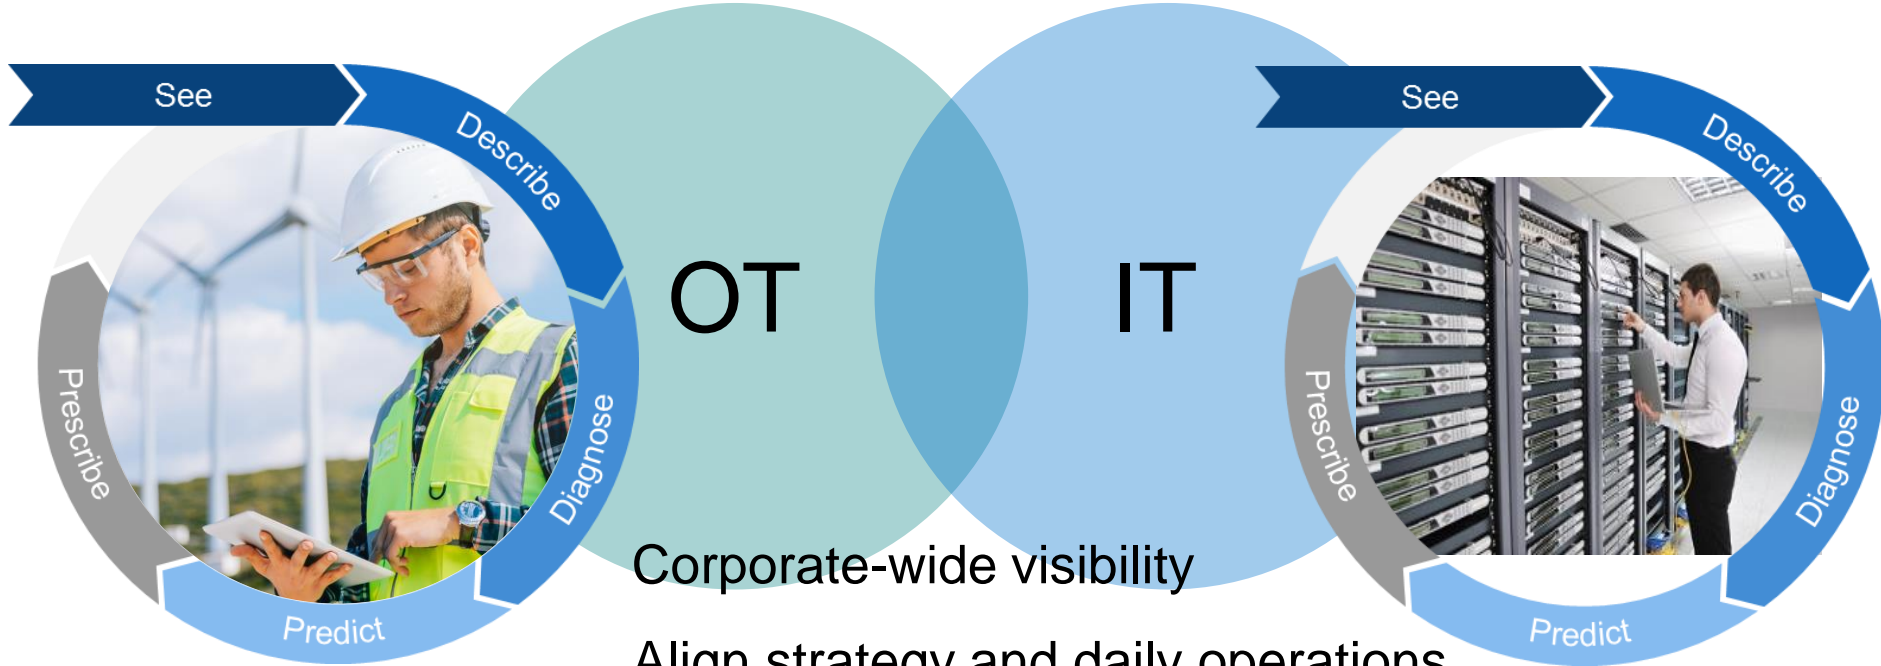 See
Describe
Diagnose
Predict
Prescribe
OT
IT
See
Describe
Diagnose
Predict
Prescribe
Corporate-wide visibility
Align strategy and daily operations